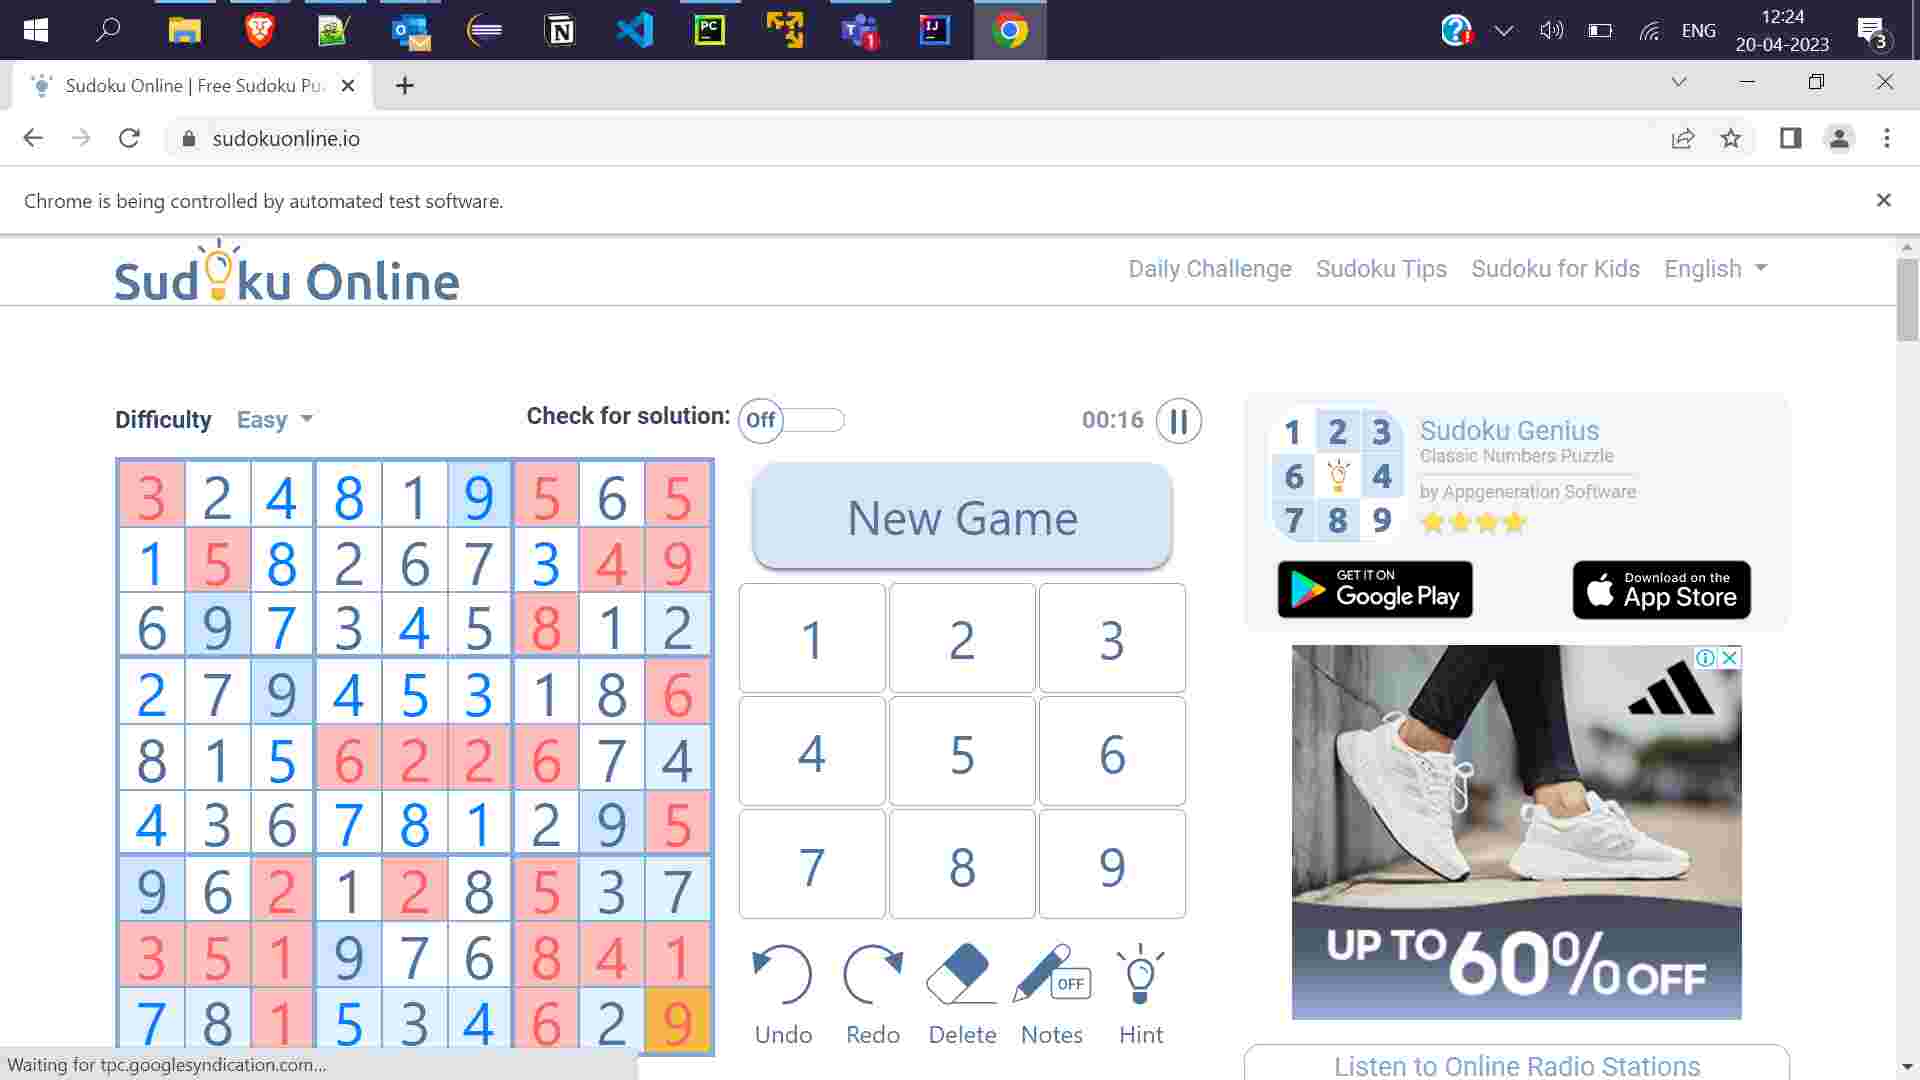 PC
1
IJ
ENG
12:24
20-04-2023
3
Sudoku Online | Free Sudoku Pu
sudokuonline.io
Chrome is being controlled by automated test software.
Sudoku Online
Daily Challenge Sudoku Tips Sudoku for Kids English
Difficulty Easy
Check for solution: Off
00:16
3 2 4 8 1 9 5 6 5
1 5 8 2 6 7 3 4 9
6 9 7 3 4 5 8 1 2
2 7 9 4 5 3 1 8 6
8 1 5 6 2 2 6 7 4
4 3 6 7 8 1 2 9 5
9 6 2 1 2 8 5 3 7
3 5 1 9 7 6 8 4 1
7 8 1 5 3 4 6 2 9
New Game
1 2 3
4 5 6
7 8 9
OFF
Undo Redo Delete Notes Hint
1 2 3
6 4
7 8 9
Sudoku Genius
Classic Numbers Puzzle
by Appgeneration Software
GET IT ON
Google Play
Download on the
App Store
UP TO 60% OFF
Listen to Online Radio Stations
Waiting for tpc.googlesyndication.com...